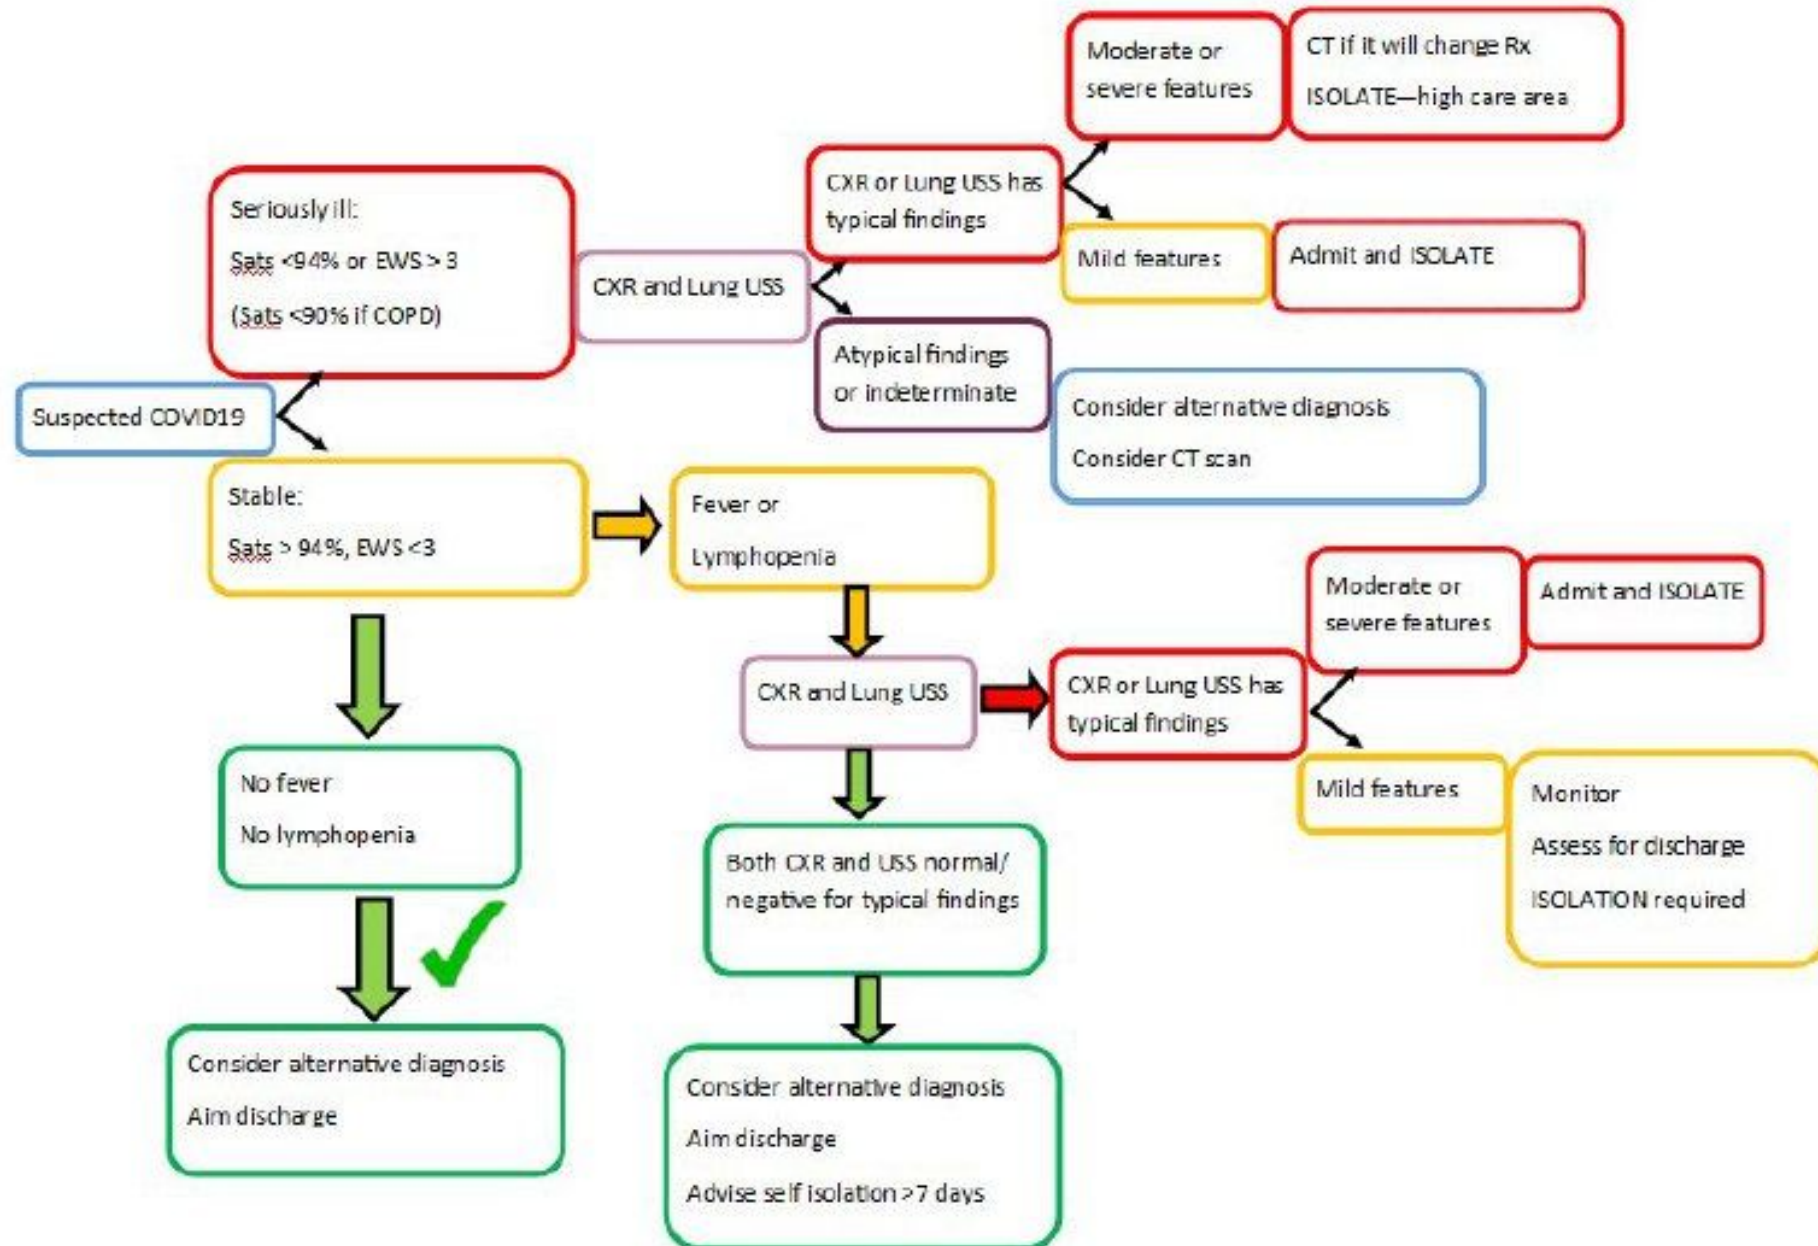 Moderate or
severe features
CT if it will change Rx
ISOLATE—high care area
Seriously ill:
Sats <94% or EWS > 3
(Sats <90% if COPD)
CXR or Lung USS has
typical findings
CXR and Lung USS
Mild features
Admit and ISOLATE
Atypical findings
or indeterminate
Consider alternative diagnosis
Consider CT scan
Suspected COVID19
Stable:
Sats > 94%, EWS <3
Fever or
Lymphopenia
Moderate or
severe features
Admit and ISOLATE
CXR and Lung USS
CXR or Lung USS has
typical findings
Mild features
Monitor
Assess for discharge
ISOLATION required
No fever
No lymphopenia
Both CXR and USS normal/
negative for typical findings
Consider alternative diagnosis
Aim discharge
Consider alternative diagnosis
Aim discharge
Advise self isolation >7 days